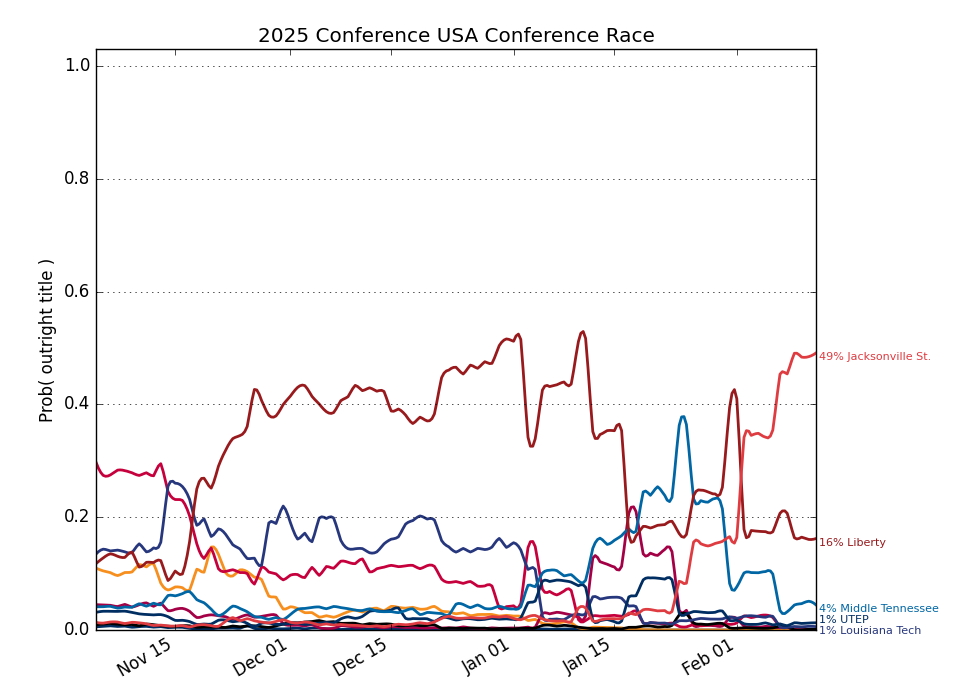 2025 Conference USA Conference Race
Prob( outright title )
1.0
0.8
0.6
0.4
0.2
0.0
49% Jacksonville St.
16% Liberty
4% Middle Tennessee
1% UTEP
1% Louisiana Tech
Nov 15
Dec 01
Dec 15
Jan 01
Jan 15
Feb 01